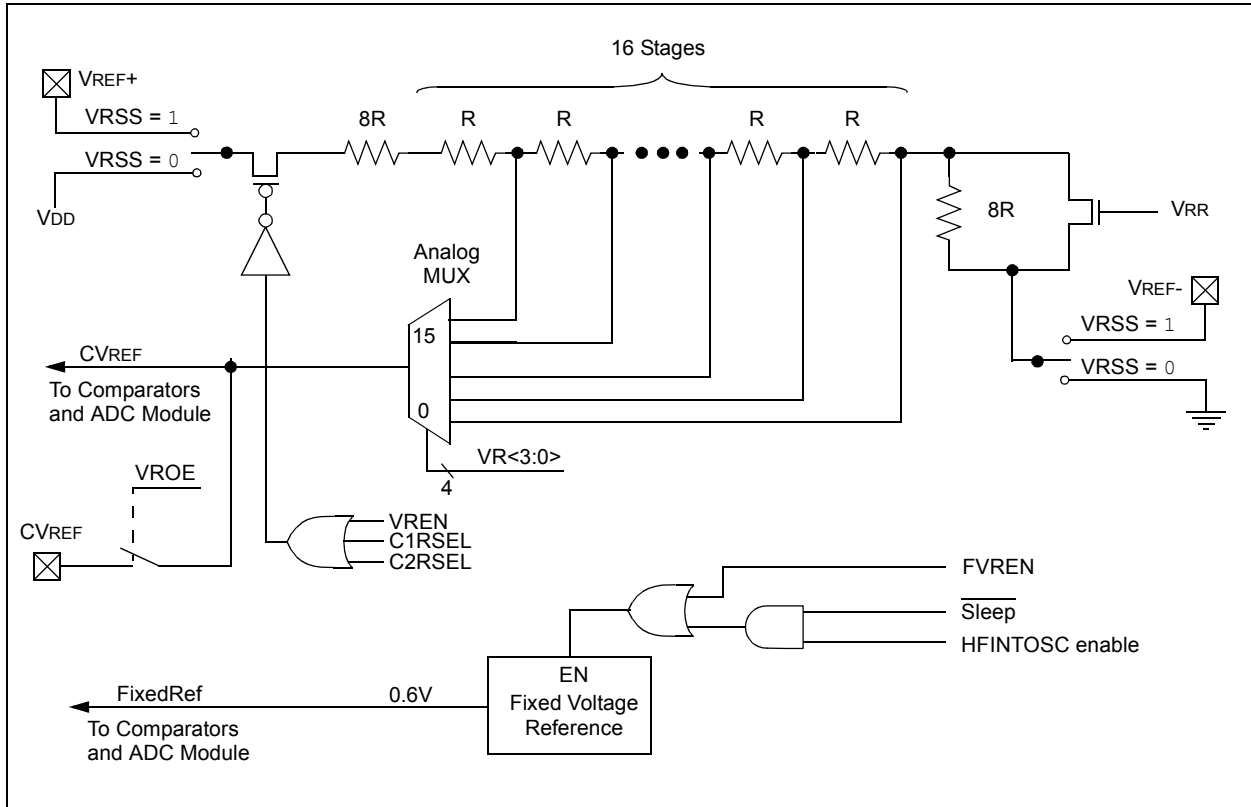 16 Stages
VREF+
VRSS = 1
VRSS = 0
VDD
8R
R
R
R
R
8R
VRR
Analog
MUX
15
0
VREF-
VRSS = 1
VRSS = 0
CVREF
To Comparators
and ADC Module
VR<3:0>
4
VROE
CVREF
VREN
C1RSEL
C2RSEL
FVREN
Sleep
HFINTOSC enable
EN
Fixed Voltage
Reference
FixedRef
0.6V
To Comparators
and ADC Module